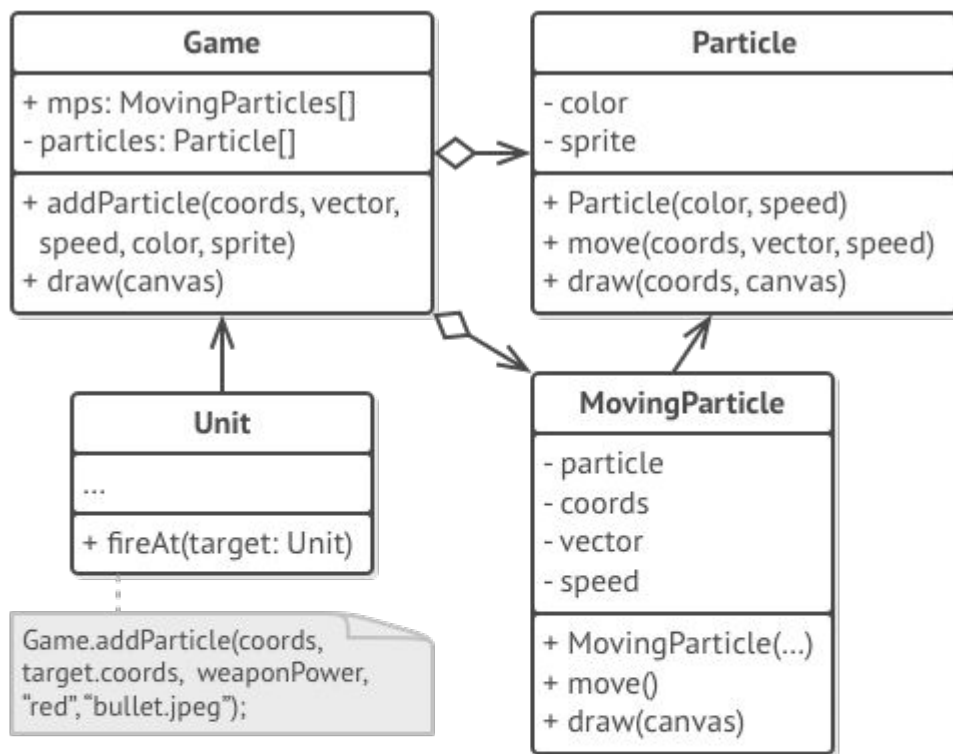 Game
+ mps: MovingParticles[]
- particles: Particle[]
+ addParticle(coords, vector,
speed, color, sprite)
+ draw(canvas)
Particle
- color
- sprite
+ Particle(color, speed)
+ move(coords, vector, speed)
+ draw(coords, canvas)
Unit
...
+ fireAt(target: Unit)
Game.addParticle(coords,
target.coords, weaponPower,
“red”,“bullet.jpeg”);
MovingParticle
- particle
- coords
- vector
- speed
+ MovingParticle(...)
+ move()
+ draw(canvas)